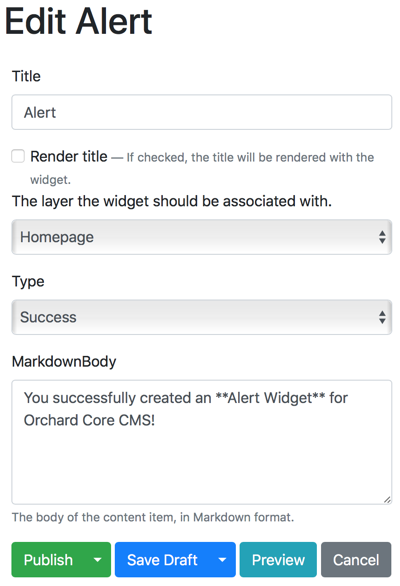 Edit Alert
Title
Alert
Render title — If checked, the title will be rendered with the
widget.
The layer the widget should be associated with.
Homepage
Type
Success
MarkdownBody
You successfully created an **Alert Widget** for
Orchard Core CMS!
The body of the content item, in Markdown format.
Publish Save Draft Preview Cancel